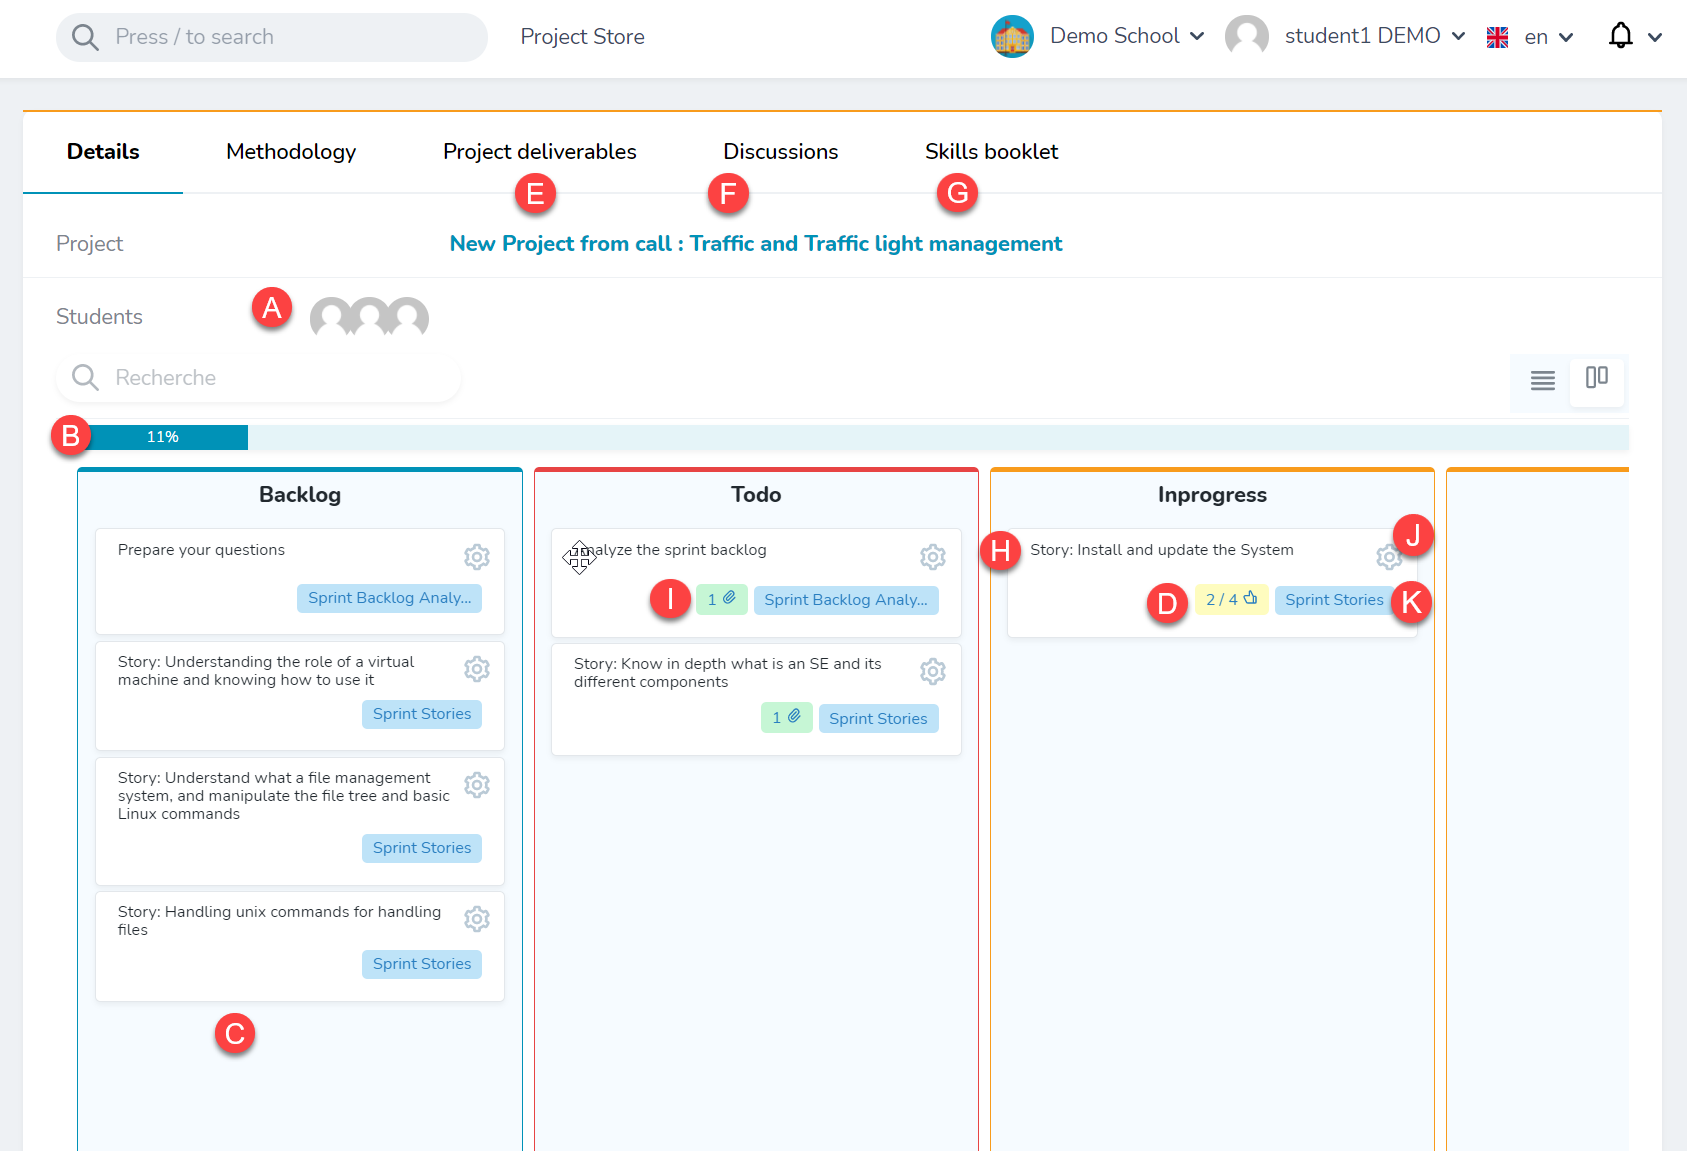 Press / to search
Project Store
Demo School
student1 DEMO
en
Details
Methodology
Project deliverables
Discussions
Skills booklet
E
F
G
Project
New Project from call : Traffic and Traffic light management
Students
A
Recherche
B
11%
Backlog
Prepare your questions
Sprint Backlog Analy...
Story: Understanding the role of a virtual
machine and knowing how to use it
Sprint Stories
Story: Understand what a file management
system, and manipulate the file tree and basic
Linux commands
Sprint Stories
Story: Handling unix commands for handling
files
Sprint Stories
C
Todo
Analyze the sprint backlog
I
1
Sprint Backlog Analy...
Story: Know in depth what is an SE and its
different components
1
Sprint Stories
Inprogress
H
Story: Install and update the System
J
D
2 / 4
Sprint Stories
K